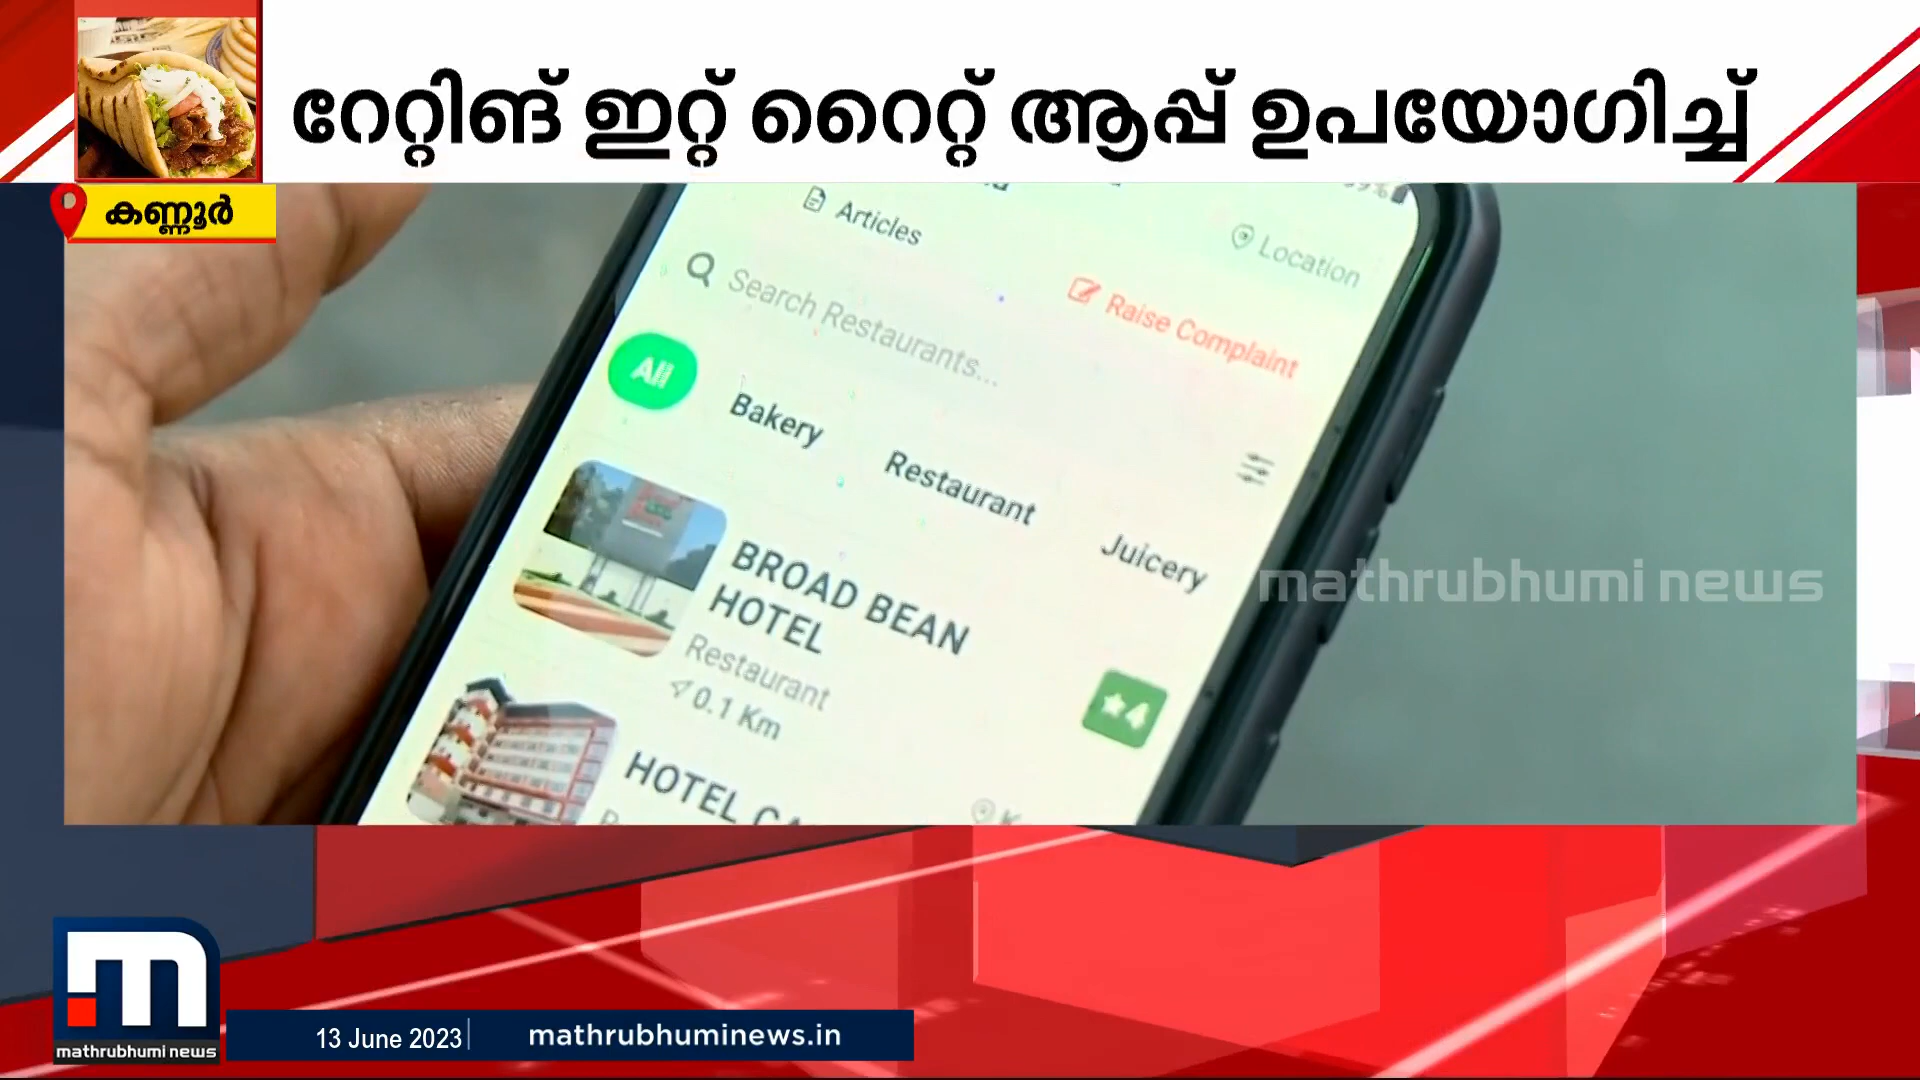 റേറ്റിങ് ഇറ്റ് റൈറ്റ് ആപ്പ് ഉപയോഗിച്ച്
കണ്ണൂർ
Articles
Location
Search Restaurants...
Raise Complaint
All
Bakery
Restaurant
Juicery
BROAD BEAN
HOTEL
Restaurant
0.1 Km
4
HOTEL
mathrubhumi news
mathrubhumi news
13 June 2023
mathrubhuminews.in